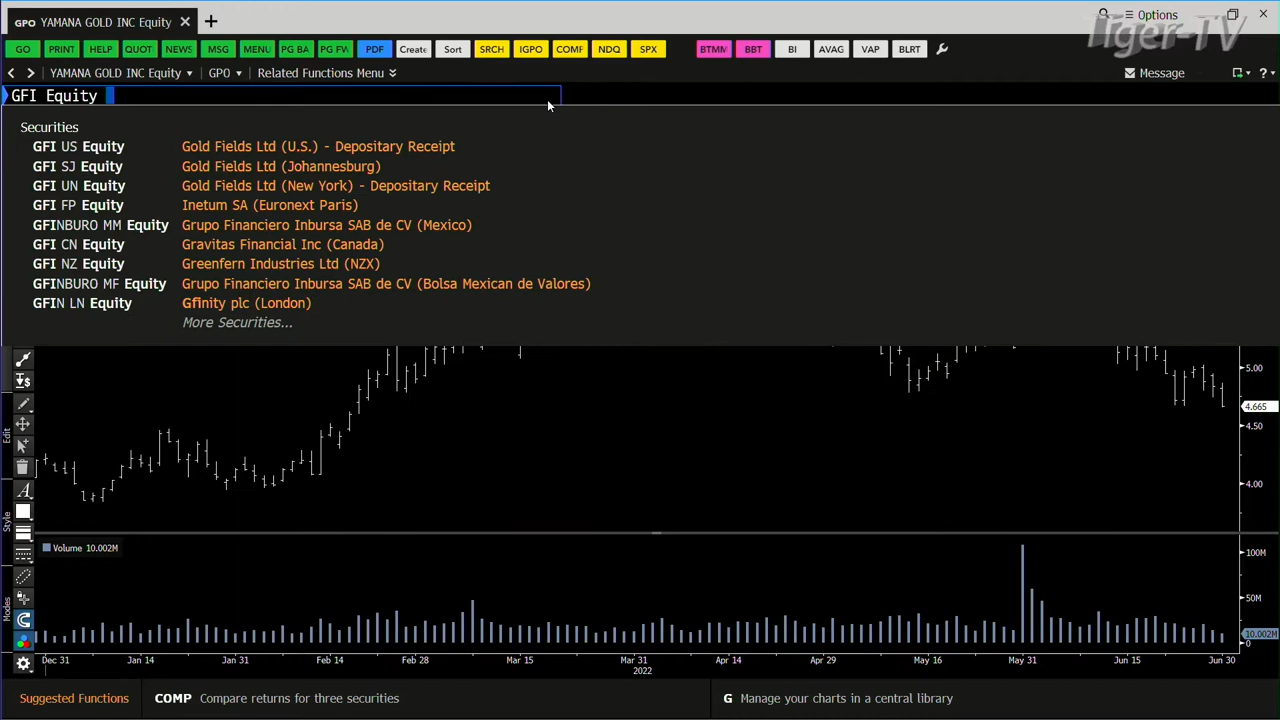 GPO YAMANA GOLD INC Equity
Options
Tiger-TV
GO PRINT HELP QUOT NEWS MSG MENU PG BA PG FW PDF Create Sort SRCH IGPO COMF NDQ SPX BTMM BBT BI AVAG VAP BLRT
YAMANA GOLD INC Equity GPO Related Functions Menu Message ?
GFI Equity
Securities
GFI US Equity Gold Fields Ltd (U.S.) - Depositary Receipt
GFI SJ Equity Gold Fields Ltd (Johannesburg)
GFI UN Equity Gold Fields Ltd (New York) - Depositary Receipt
GFI FP Equity Inetum SA (Euronext Paris)
GFINBURO MM Equity Grupo Financiero Inbursa SAB de CV (Mexico)
GFI CN Equity Gravitas Financial Inc (Canada)
GFI NZ Equity Greenfern Industries Ltd (NZX)
GFINBURO MF Equity Grupo Financiero Inbursa SAB de CV (Bolsa Mexican de Valores)
GFIN LN Equity Gfinity plc (London)
More Securities...
5.00
4.665
4.50
4.00
Edit
Style
Modes
A
Volume 10.002M
100M
50M
10.002M
0
Dec 31 Jan 14 Jan 31 Feb 14 Feb 28 Mar 15 Mar 31 Apr 14 Apr 29 May 16 May 31 Jun 15 Jun 30
2022
Suggested Functions COMP Compare returns for three securities G Manage your charts in a central library